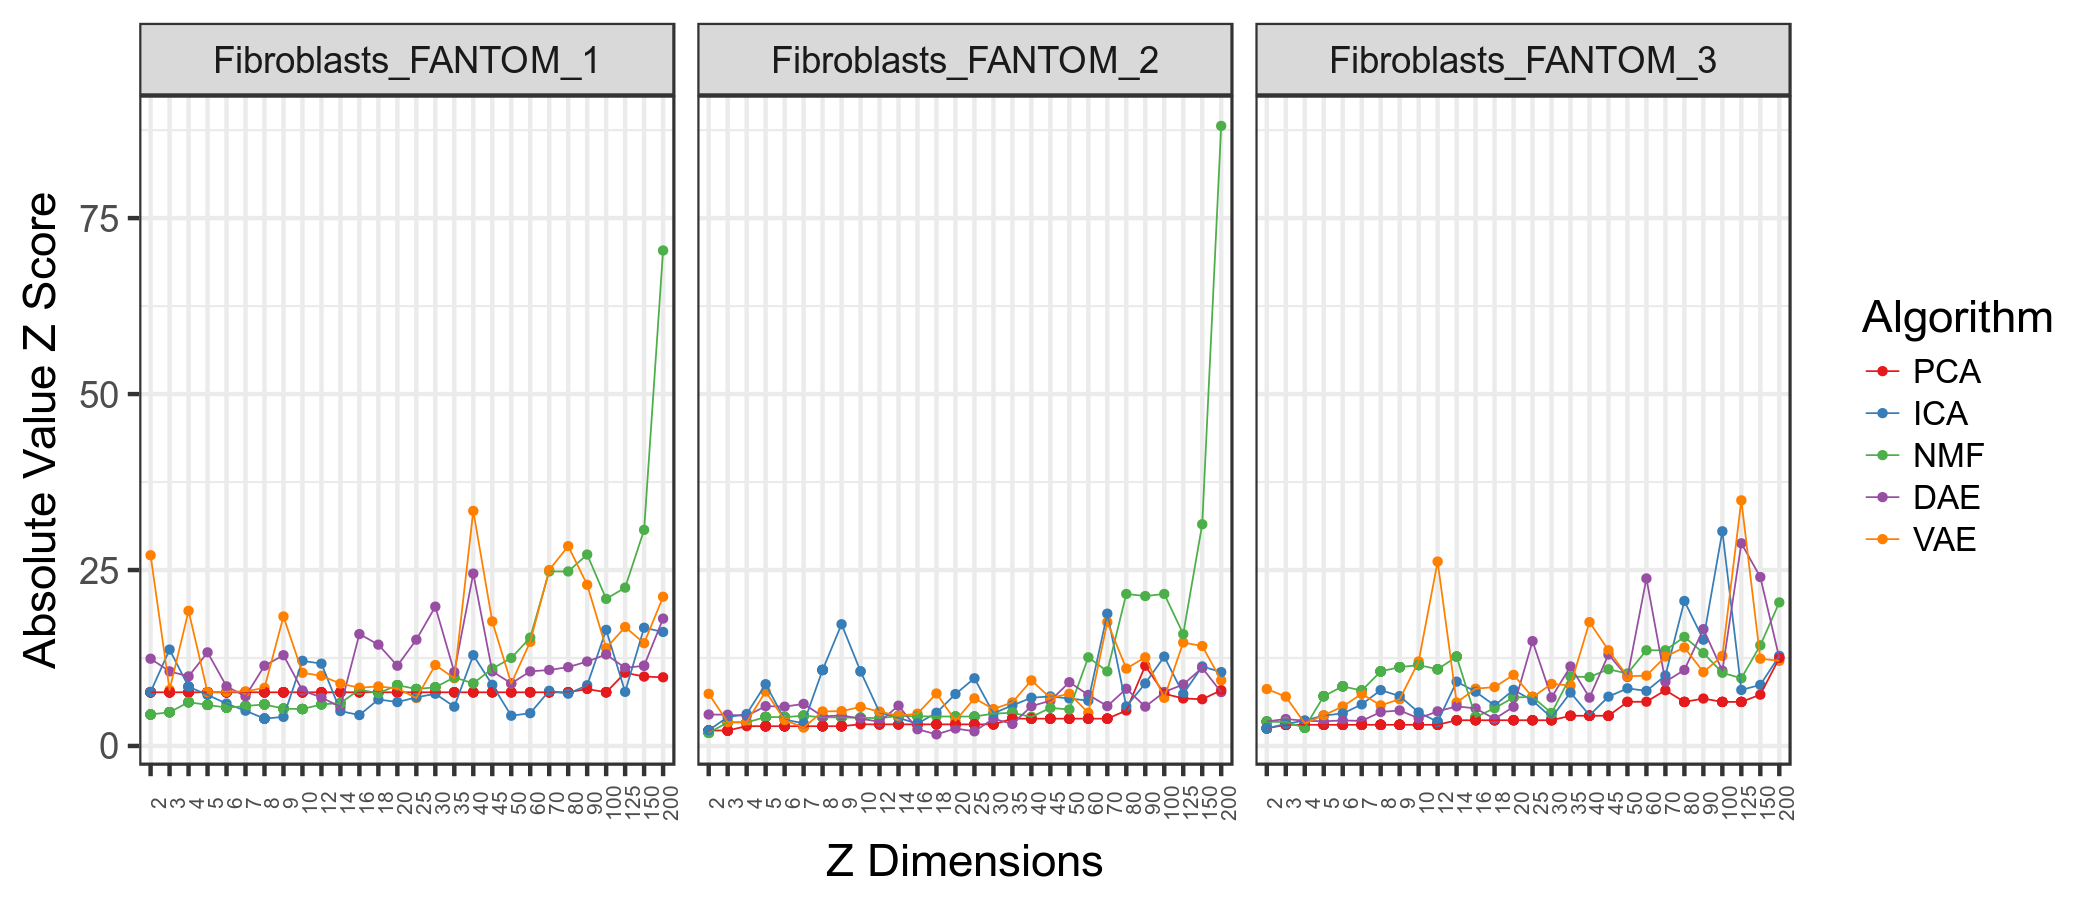 Fibroblasts_FANTOM_1 Fibroblasts_FANTOM_2 Fibroblasts_FANTOM_3
Absolute Value Z Score
75
50
25
0
2 3 4 5 6 7 8 9 10 12 14 16 18 20 25 30 35 40 45 50 60 70 80 90 100 125 150 200
2 3 4 5 6 7 8 9 10 12 14 16 18 20 25 30 35 40 45 50 60 70 80 90 100 125 150 200
2 3 4 5 6 7 8 9 10 12 14 16 18 20 25 30 35 40 45 50 60 70 80 90 100 125 150 200
Z Dimensions
Algorithm
PCA
ICA
NMF
DAE
VAE